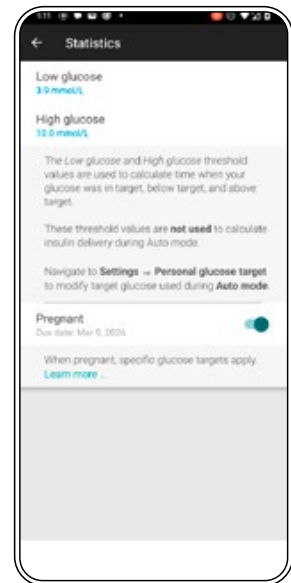 Statistics
Low glucose
3.9 mmol/L
High glucose
10.0 mmol/L
The Low glucose and High glucose threshold
values are used to calculate time when your
glucose was in target, below target, and above
target.
These threshold values are not used to calculate
insulin delivery during Auto mode.
Navigate to Settings → Personal glucose target
to modify target glucose used during Auto mode.
Pregnant
Due date: Mar 9, 2026
When pregnant, specific glucose targets apply.
Learn more ...